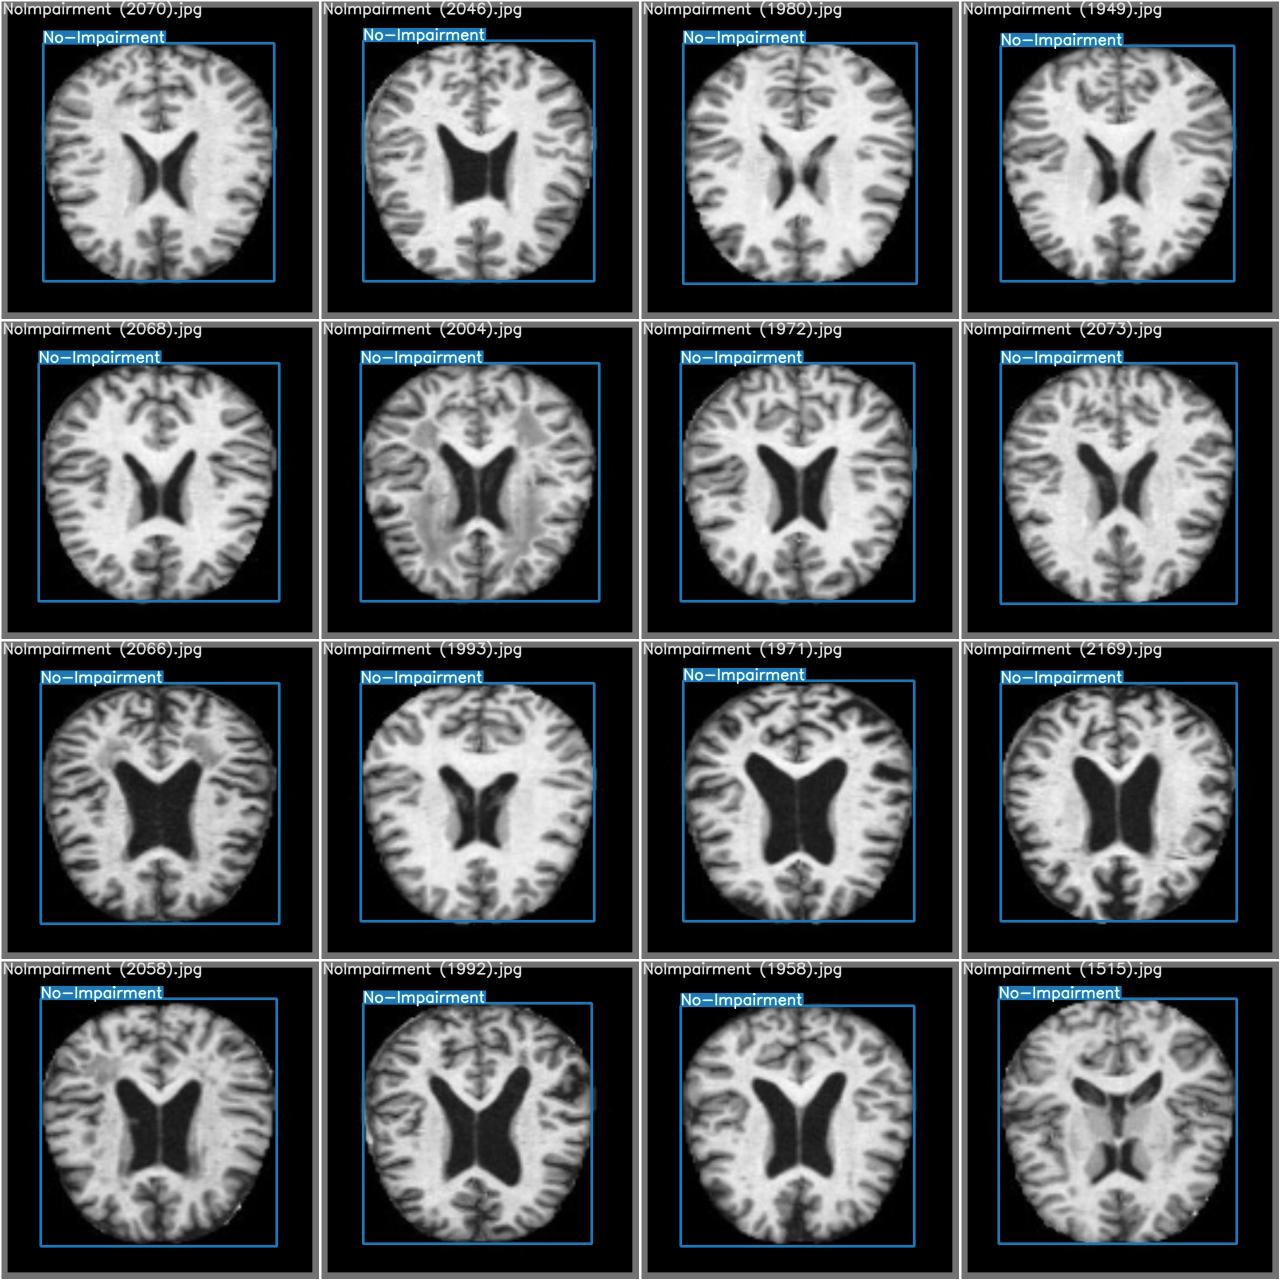 NoImpairment (2070).jpg
No-Impairment
NoImpairment (2046).jpg
No-Impairment
NoImpairment (1980).jpg
No-Impairment
NoImpairment (1949).jpg
No-Impairment
NoImpairment (2068).jpg
No-Impairment
NoImpairment (2004).jpg
No-Impairment
NoImpairment (1972).jpg
No-Impairment
NoImpairment (2073).jpg
No-Impairment
NoImpairment (2066).jpg
No-Impairment
NoImpairment (1993).jpg
No-Impairment
NoImpairment (1971).jpg
No-Impairment
NoImpairment (2169).jpg
No-Impairment
NoImpairment (2058).jpg
No-Impairment
NoImpairment (1992).jpg
No-Impairment
NoImpairment (1958).jpg
No-Impairment
NoImpairment (1515).jpg
No-Impairment